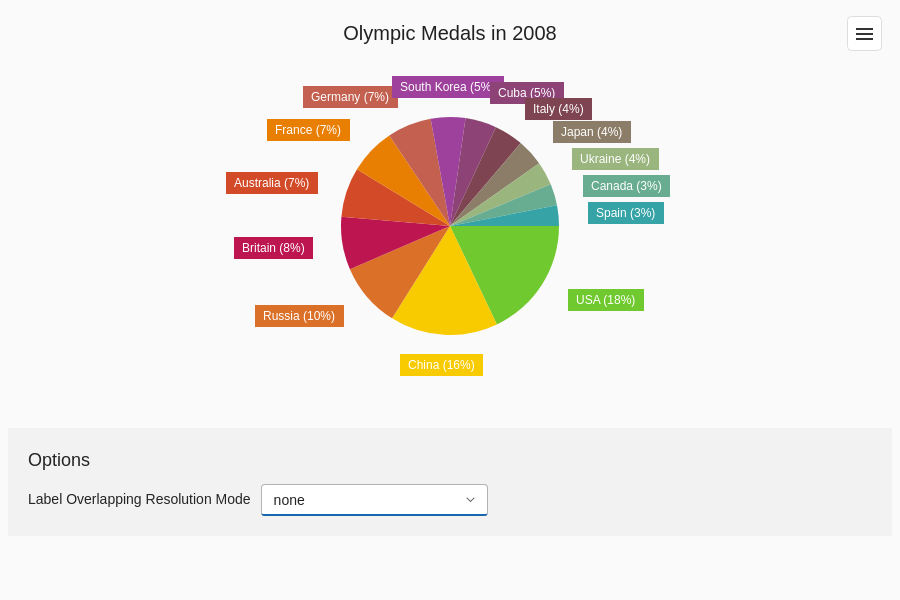 Olympic Medals in 2008
South Korea (5%
Cuba (5%)
Germany (7%)
Italy (4%)
France (7%)
Japan (4%)
Ukraine (4%)
Australia (7%)
Canada (3%)
Spain (3%)
Britain (8%)
USA (18%)
Russia (10%)
China (16%)
Options
Label Overlapping Resolution Mode none